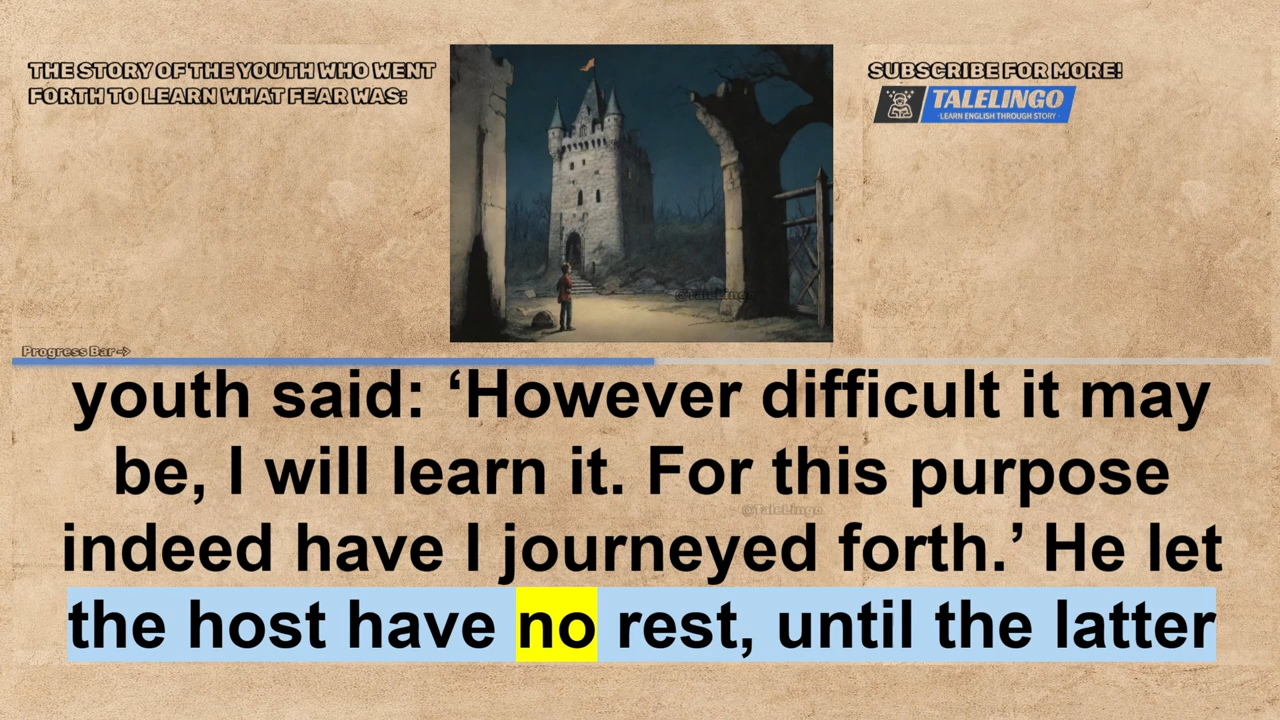 THE STORY OF THE YOUTH WHO WENT
FORTH TO LEARN WHAT FEAR WAS:
SUBSCRIBE FOR MORE!
TALELINGO
·LEARN ENGLISH THROUGH STORY·
@TaleLingo
Progress Bar->
youth said: ‘However difficult it may
be, I will learn it. For this purpose
@TaleLingo
indeed have I journeyed forth.’ He let
the host have no rest, until the latter